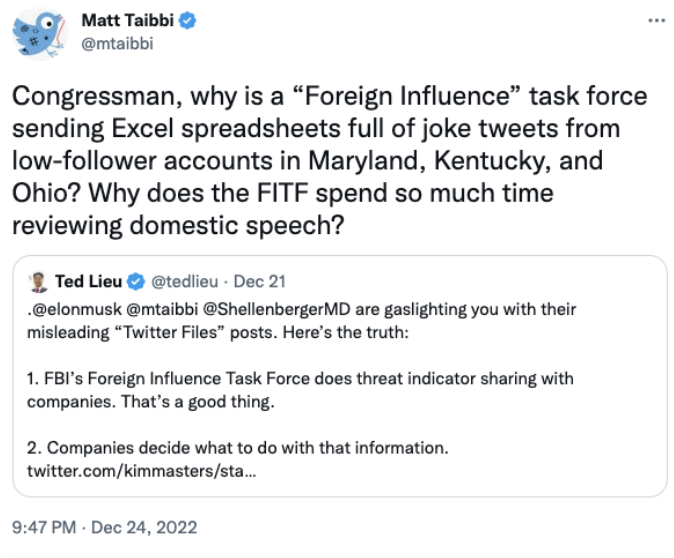 Matt Taibbi
@mtaibbi
Congressman, why is a “Foreign Influence” task force
sending Excel spreadsheets full of joke tweets from
low-follower accounts in Maryland, Kentucky, and
Ohio? Why does the FITF spend so much time
reviewing domestic speech?
Ted Lieu @tedlieu · Dec 21
.@elonmusk @mtaibbi @ShellenbergerMD are gaslighting you with their
misleading “Twitter Files” posts. Here’s the truth:
1. FBI’s Foreign Influence Task Force does threat indicator sharing with
companies. That’s a good thing.
2. Companies decide what to do with that information.
twitter.com/kimmasters/sta...
9:47 PM · Dec 24, 2022